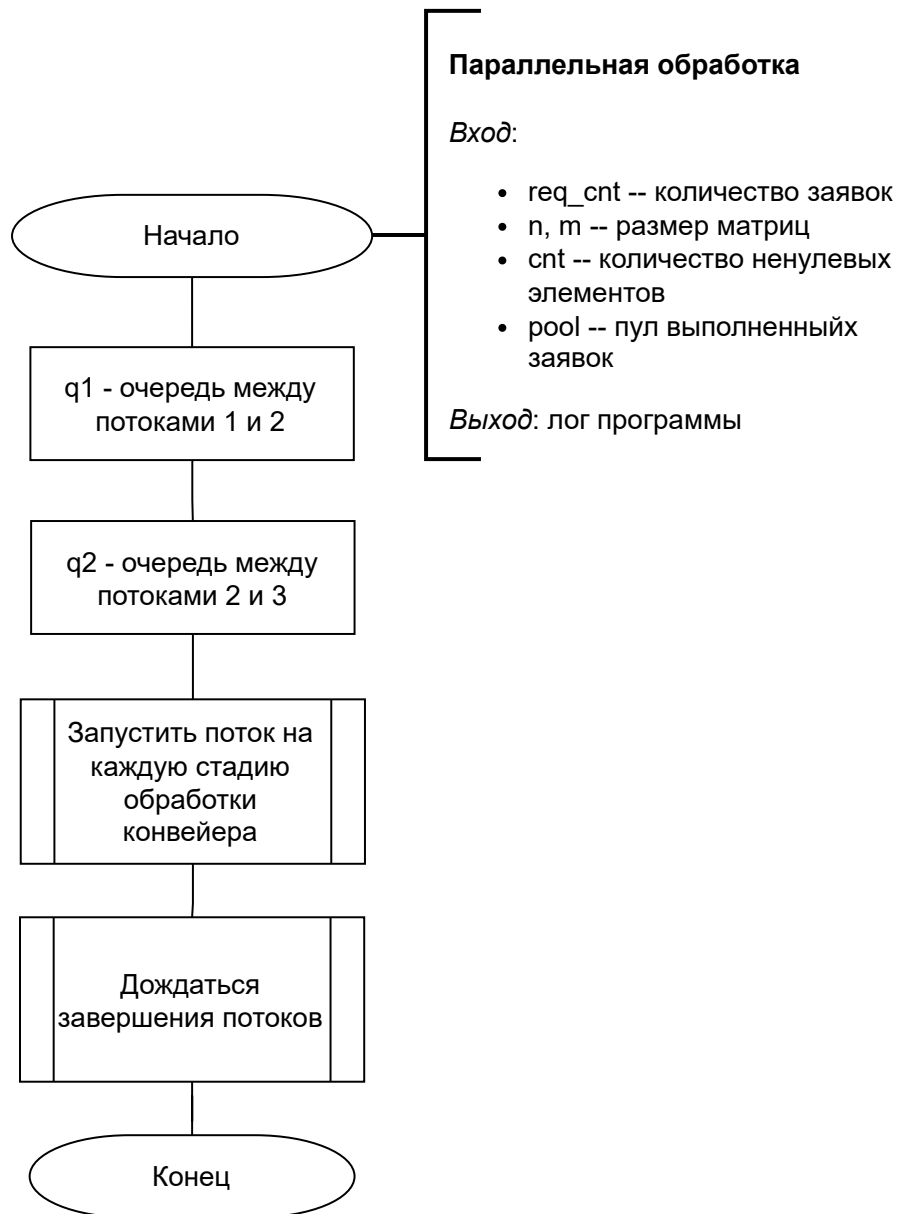 Параллельная обработка
Вход:
• req_cnt -- количество заявок
• n, m -- размер матриц
• cnt -- количество ненулевых
элементов
• pool -- пул выполненныйх
заявок
Выход: лог программы
Начало
q1 - очередь между
потоками 1 и 2
q2 - очередь между
потоками 2 и 3
Запустить поток на
каждую стадию
обработки
конвейера
Дождаться
завершения потоков
Конец